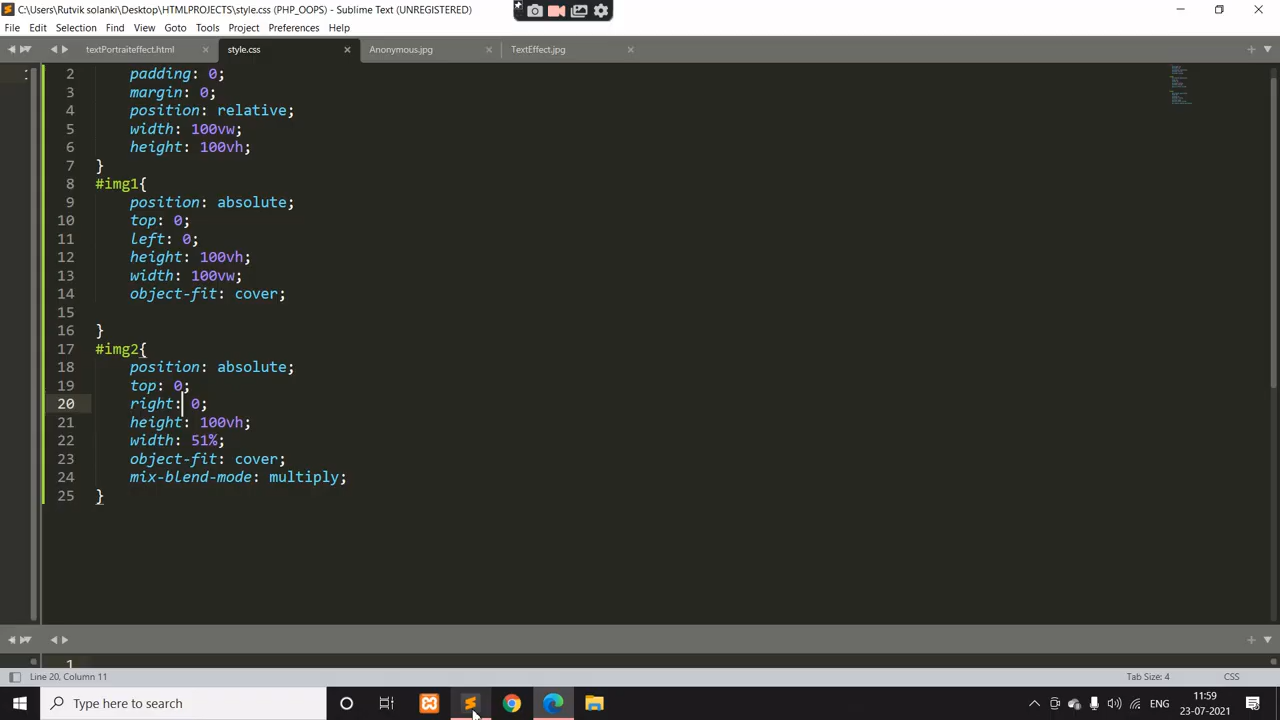 C:\Users\Rutvik solanki\Desktop\HTMLPROJECTS\style.css (PHP_OOPS) - Sublime Text (UNREGISTERED)
File Edit Selection Find View Goto Tools Project Preferences Help
textPortraiteffect.html × style.css × Anonymous.jpg × TextEffect.jpg ×
1
2 padding: 0;
3 margin: 0;
4 position: relative;
5 width: 100vw;
6 height: 100vh;
7 }
8 #img1{
9 position: absolute;
10 top: 0;
11 left: 0;
12 height: 100vh;
13 width: 100vw;
14 object-fit: cover;
15
16 }
17 #img2{
18 position: absolute;
19 top: 0;
20 right: 0;
21 height: 100vh;
22 width: 51%;
23 object-fit: cover;
24 mix-blend-mode: multiply;
25 }
1
Line 20, Column 11 Tab Size: 4 CSS
Type here to search ENG 11:59
23-07-2021